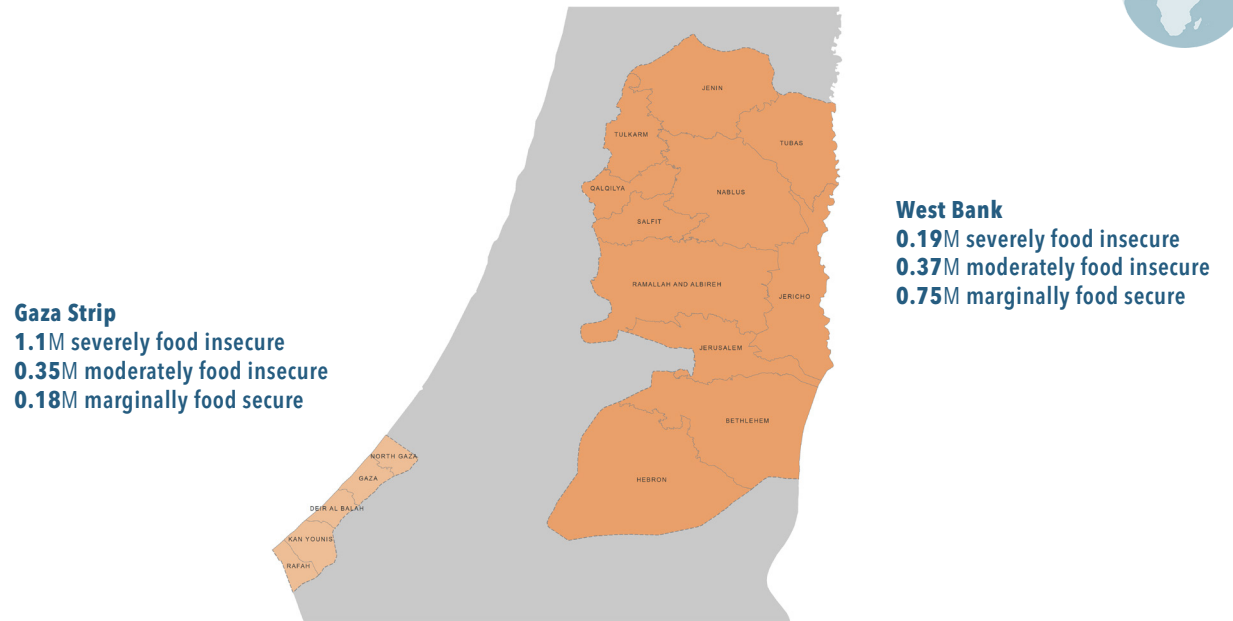 JENIN
TULKARM
TUBAS
QALQILYA
NABLUS
SALFIT
RAMALLAH AND ALBIREH
JERICHO
JERUSALEM
BETHLEHEM
HEBRON
West Bank
0.19M severely food insecure
0.37M moderately food insecure
0.75M marginally food secure
Gaza Strip
1.1M severely food insecure
0.35M moderately food insecure
0.18M marginally food secure
NORTH GAZA
GAZA
DEIR AL BALAH
KAN YOUNIS
RAFAH